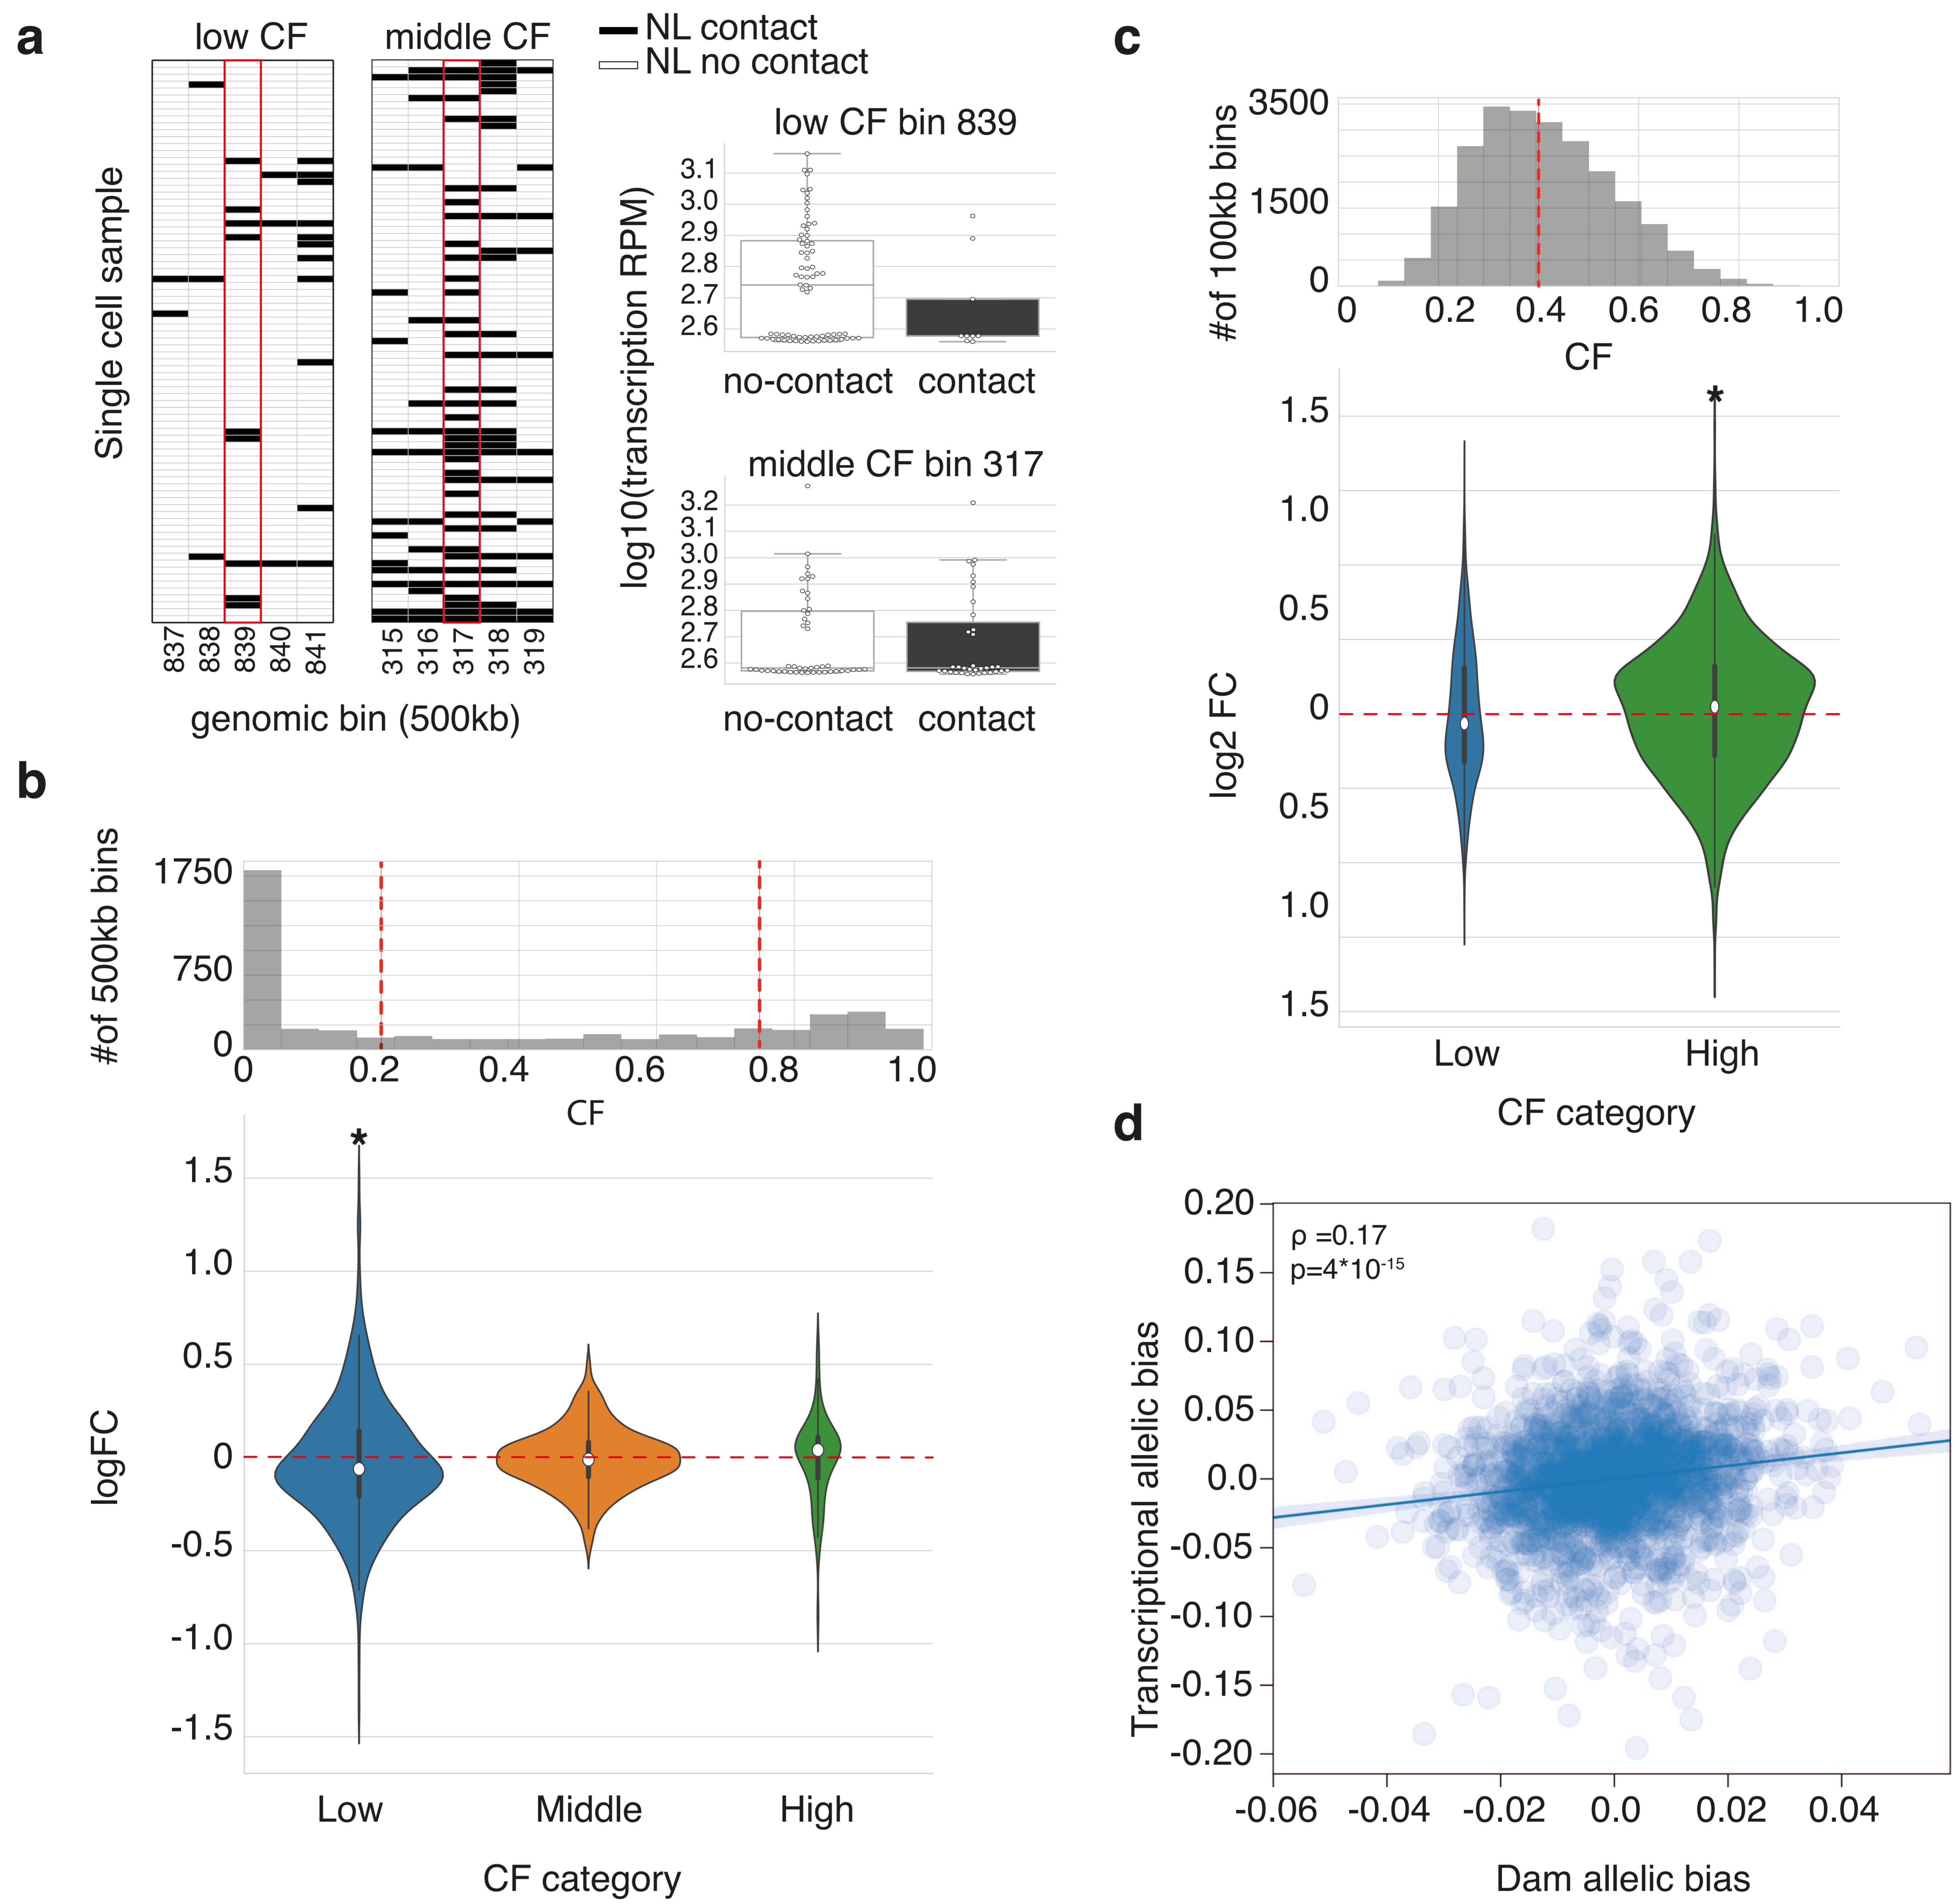 a
low CF
middle CF
NL contact
NL no contact
Single cell sample
837
838
839
840
841
315
316
317
318
319
genomic bin (500kb)
log10(transcription RPM)
low CF bin 839
3.1
3.0
2.9
2.8
2.7
2.6
no-contact
contact
middle CF bin 317
3.2
3.1
3.0
2.9
2.8
2.7
2.6
no-contact
contact
b
#of 500kb bins
1750
750
0
0
0.2
0.4
0.6
0.8
1.0
CF
*
logFC
1.5
1.0
0.5
0
-0.5
-1.0
-1.5
Low
Middle
High
CF category
c
#of 100kb bins
3500
1500
0
0
0.2
0.4
0.6
0.8
1.0
CF
*
log2 FC
1.5
1.0
0.5
0
0.5
1.0
1.5
Low
High
CF category
d
ρ =0.17
p=4*10-15
Transcriptional allelic bias
0.20
0.15
0.10
0.05
0.0
-0.05
-0.10
-0.15
-0.20
-0.06
-0.04
-0.02
0.0
0.02
0.04
Dam allelic bias